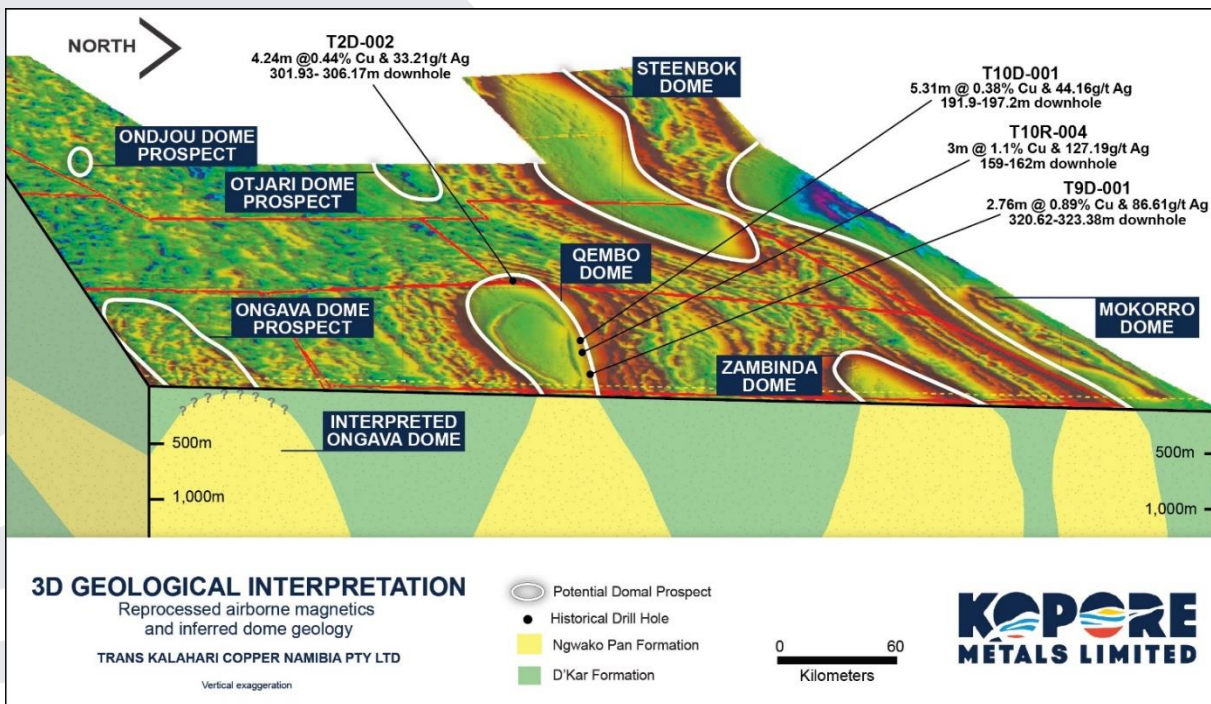 NORTH
T2D-002
4.24m @0.44% Cu & 33.21g/t Ag
301.93- 306.17m downhole
STEENBOK
DOME
T10D-001
5.31m @ 0.38% Cu & 44.16g/t Ag
191.9-197.2m downhole
T10R-004
3m @ 1.1% Cu & 127.19g/t Ag
159-162m downhole
T9D-001
2.76m @ 0.89% Cu & 86.61g/t Ag
320.62-323.38m downhole
ONDJOU DOME
PROSPECT
OTJARI DOME
PROSPECT
QEMBO
DOME
ONGAVA DOME
PROSPECT
MOKORRO
DOME
ZAMBINDA
DOME
? ? ? ? ? ? ? ? ?
INTERPRETED
ONGAVA DOME
500m
1,000m
500m
1,000m
3D GEOLOGICAL INTERPRETATION
Reprocessed airborne magnetics
and inferred dome geology
TRANS KALAHARI COPPER NAMIBIA PTY LTD
Vertical exaggeration
Potential Domal Prospect
Historical Drill Hole
Ngwako Pan Formation
D'Kar Formation
0 60
Kilometers
KOPORE
METALS LIMITED